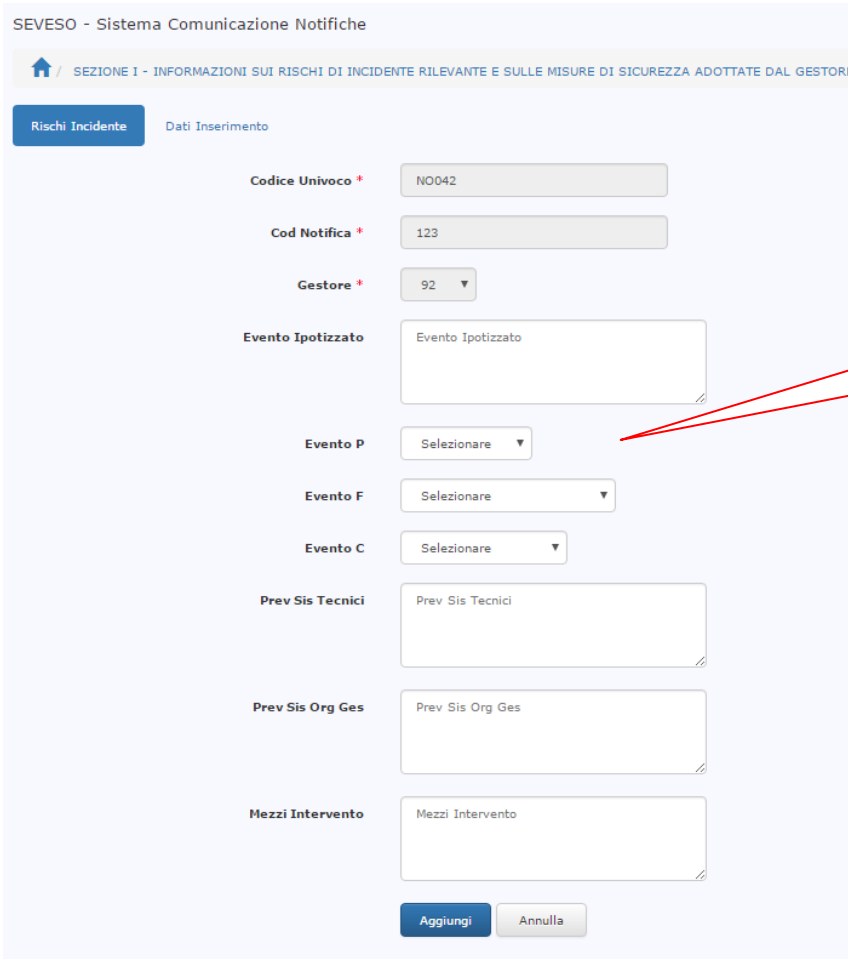 SEVESO - Sistema Comunicazione Notifiche
/ SEZIONE I - INFORMAZIONI SUI RISCHI DI INCIDENTE RILEVANTE E SULLE MISURE DI SICUREZZA ADOTTATE DAL GESTORE
Rischi Incidente Dati Inserimento
Codice Univoco * NO042
Cod Notifica * 123
Gestore * 92
Evento Ipotizzato Evento Ipotizzato
Evento P Selezionare
Evento F Selezionare
Evento C Selezionare
Prev Sis Tecnici Prev Sis Tecnici
Prev Sis Org Ges Prev Sis Org Ges
Mezzi Intervento Mezzi Intervento
Aggiungi Annulla